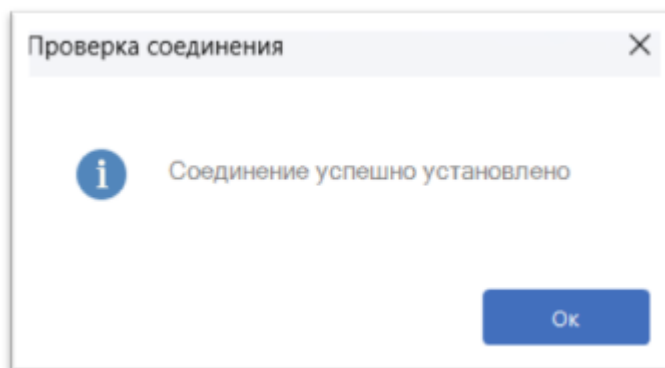 Проверка соединения
Соединение успешно установлено
Ок